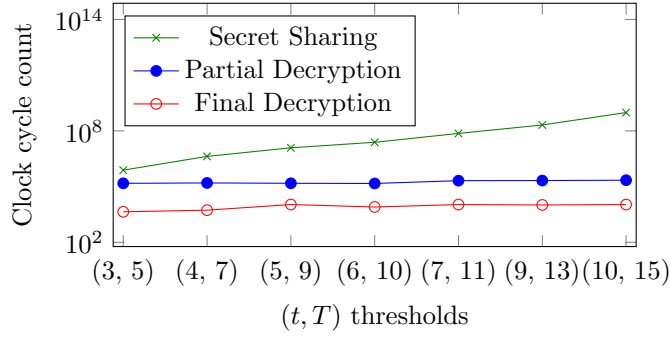 10^14
10^8
10^2
Clock cycle count
Secret Sharing
Partial Decryption
Final Decryption
(3, 5) (4, 7) (5, 9) (6, 10) (7, 11) (9, 13) (10, 15)
(t, T) thresholds